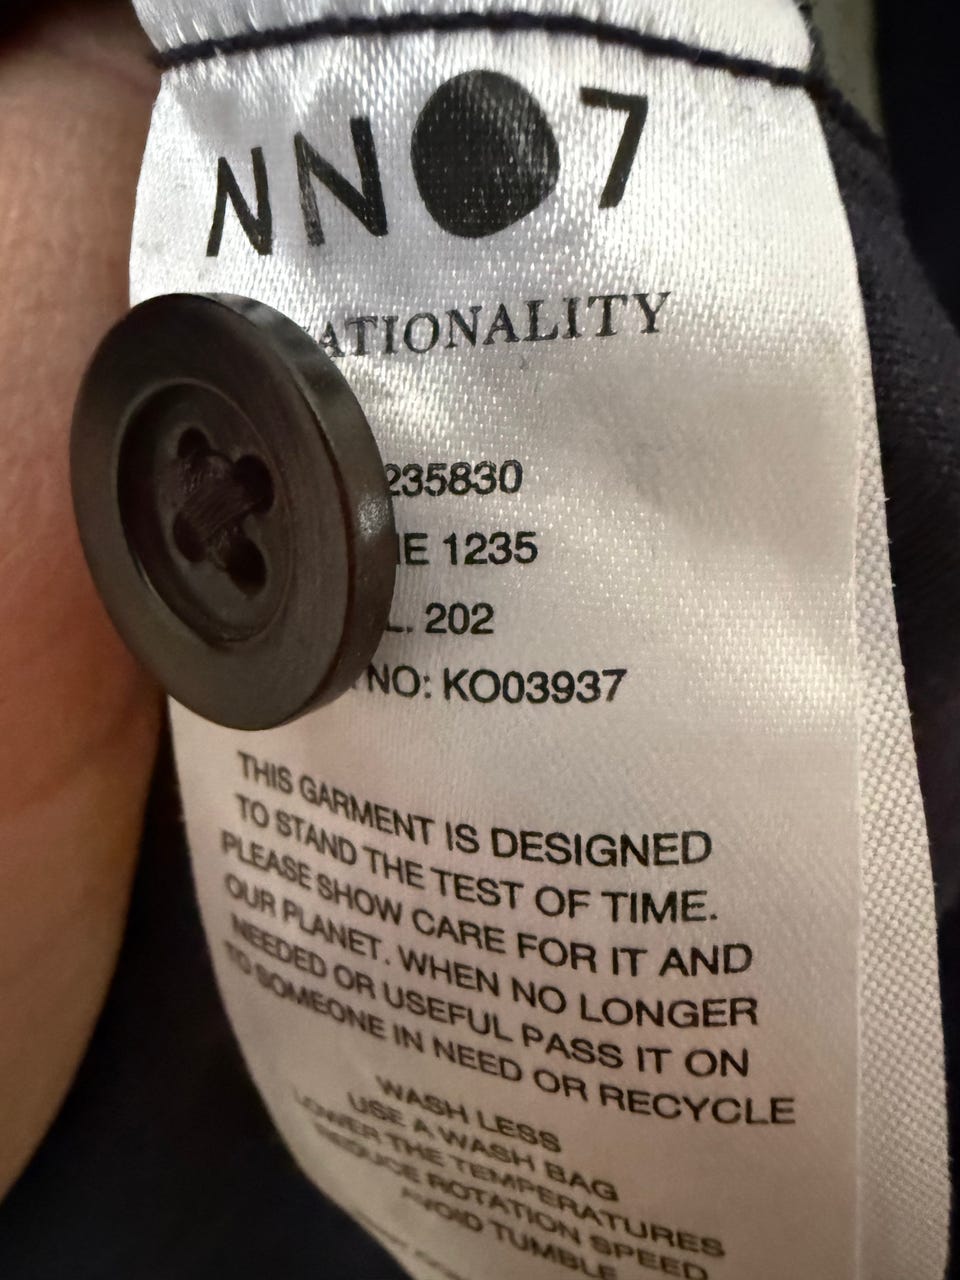 NN●7
ATIONALITY
235830
E 1235
L. 202
NO: KO03937
THIS GARMENT IS DESIGNED
TO STAND THE TEST OF TIME.
PLEASE SHOW CARE FOR IT AND
OUR PLANET. WHEN NO LONGER
NEEDED OR USEFUL PASS IT ON
TO SOMEONE IN NEED OR RECYCLE
WASH LESS
USE A WASH BAG
LOWER THE TEMPERATURES
REDUCE ROTATION SPEED
AVOID TUMBLE